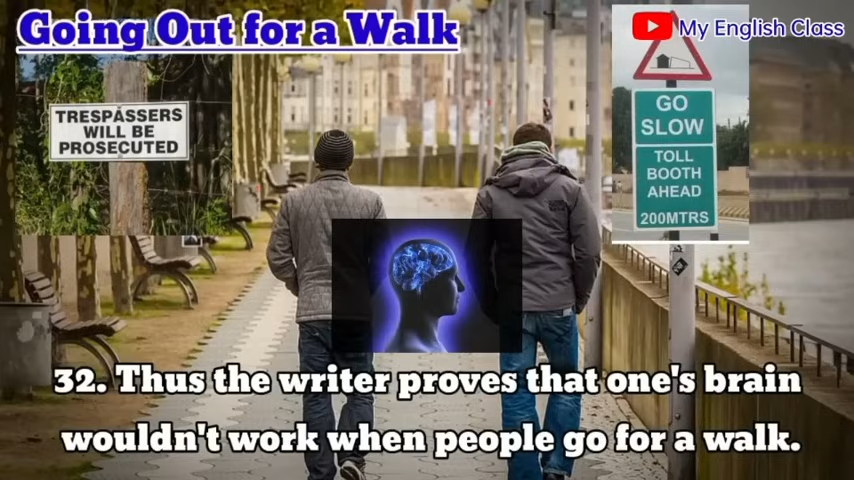 Going Out for a Walk
My English Class
TRESPASSERS
WILL BE
PROSECUTED
GO
SLOW
TOLL
BOOTH
AHEAD
200MTRS
32. Thus the writer proves that one's brain
wouldn't work when people go for a walk.